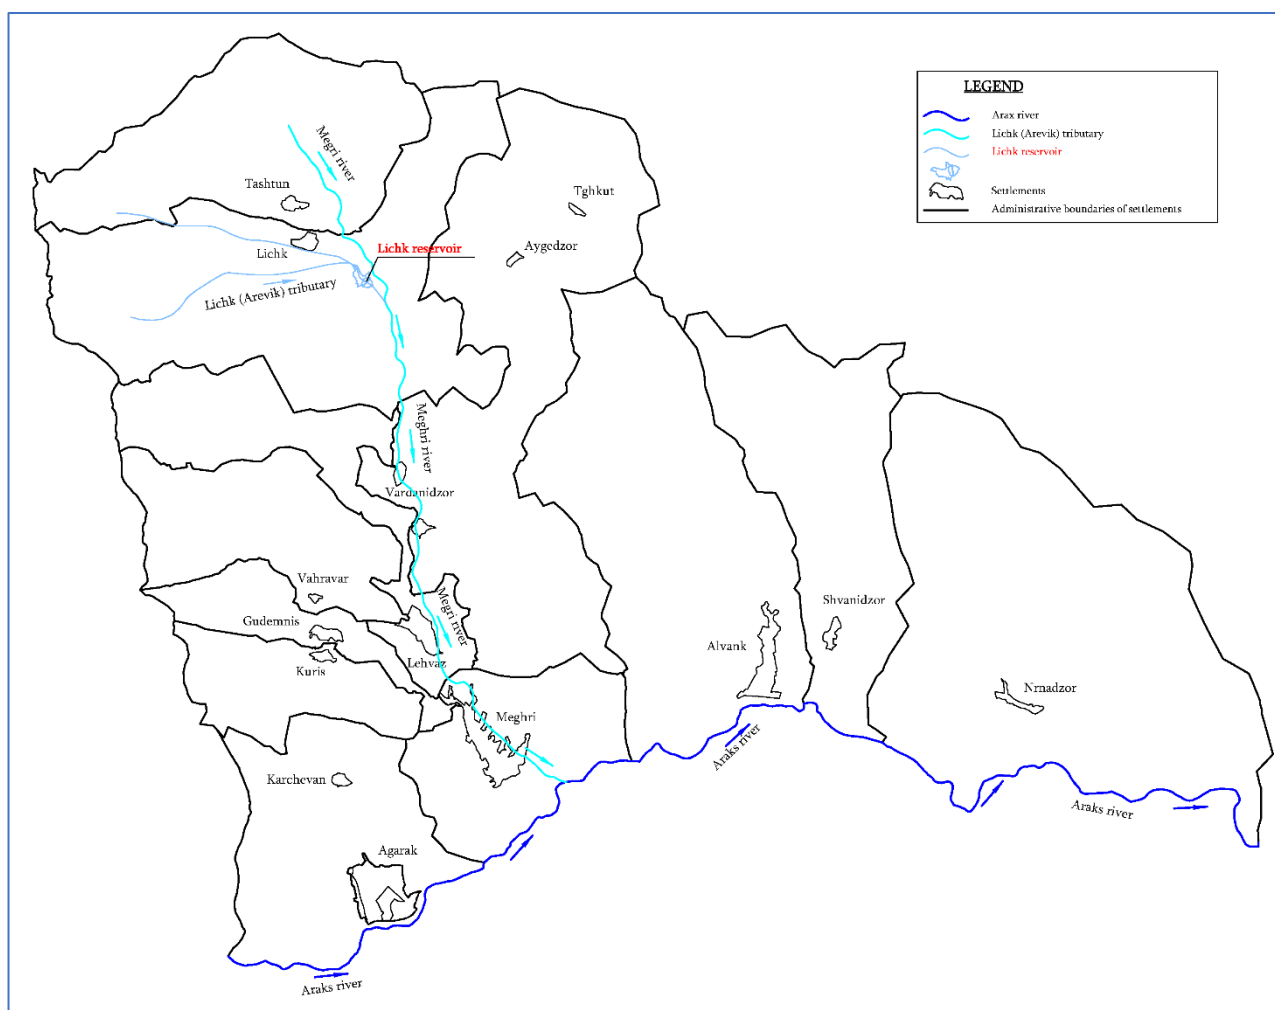 LEGEND
Arax river
Lichk (Arevik) tributary
Lichk reservoir
Settlements
Administrative boundaries of settlements
Megri river
Tashtun
Tghkut
Lichk
Lichk reservoir
Aygedzor
Lichk (Arevik) tributary
Meghri river
Vardanidzor
Vahravar
Megri river
Shvanidzor
Gudemnis
Alvank
Lehvaz
Kuris
Nrnadzor
Meghri
Araks river
Karchevan
Araks river
Agarak
Araks river